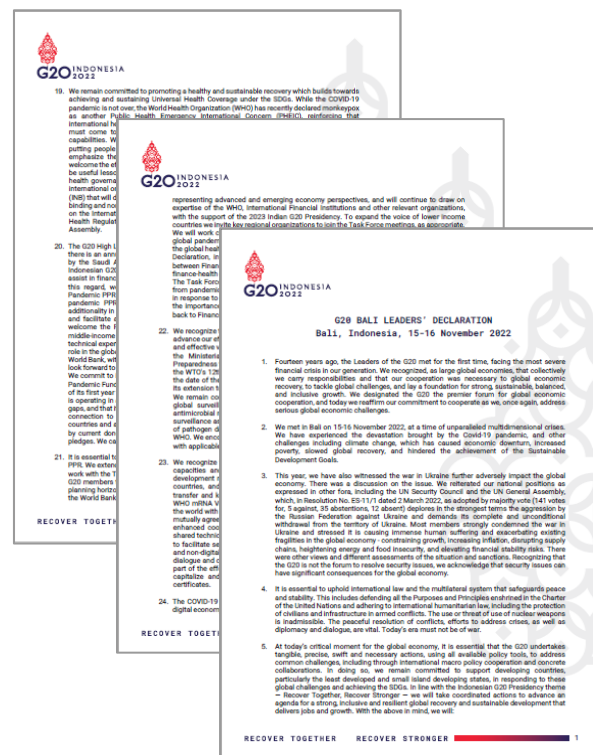 G20 INDONESIA
2022
19. We remain committed to promoting a healthy and sustainable recovery which builds towards
achieving and sustaining Universal Health Coverage under the SDGs. While the COVID-19
pandemic is not over, the World Health Organization (WHO) has recently declared monkeypox
as another Public Health Emergency International Concern (PHEIC), reinforcing that
international
must come to
capabilities. W
putting people
emphasize the
welcome the ef
be useful less
health governa
international or
(INB) that will d
binding and no
on the Internat
Health Regulat
Assembly.
20. The G20 High L
there is an ann
by the Saudi A
Indonesian G20
assist in financ
this regard, w
Pandemic PPR
pandemic PPR
additionality in
and facilitate
welcome the
middle-income
technical exper
role in the globa
World Bank, wit
look forward to
We commit to
Pandemic Fund
of its first year
is operating in
gaps, and that
connection to
countries and
by current don
pledges. We ca
21. It is essential to
PPR. We exten
work with the T
G20 members
planning horizo
the World Bank
RECOVER TOGETH
G20 INDONESIA
2022
representing advanced and emerging economy perspectives, and will continue to draw on
expertise of the WHO, International Financial Institutions and other relevant organizations,
with the support of the 2023 Indian G20 Presidency. To expand the voice of lower income
countries we invite key regional organizations to join the Task Force meetings, as appropriate.
We will work
global pandem
the global heal
Declaration, in
between Finan
finance-health
The Task Forc
from pandemic
in response to
the importanc
back to Financ
22. We recognize
advance our ef
and effective v
the Ministeria
Preparedness
the WTO's 12t
the date of the
its extension t
We remain co
global surveil
antimicrobial
surveillance a
of pathogen d
WHO. We enc
with applicable
23. We recognize
capacities and
development
countries, and
transfer and k
WHO mRNA V
the world with
mutually agree
enhanced coo
shared technic
to facilitate se
and non-digita
dialogue and c
part of the effo
capitalize and
certificates.
24. The COVID-19
digital econom
RECOVER TOGET
G20 INDONESIA
2022
G20 BALI LEADERS' DECLARATION
Bali, Indonesia, 15-16 November 2022
1. Fourteen years ago, the Leaders of the G20 met for the first time, facing the most severe
financial crisis in our generation. We recognized, as large global economies, that collectively
we carry responsibilities and that our cooperation was necessary to global economic
recovery, to tackle global challenges, and lay a foundation for strong, sustainable, balanced,
and inclusive growth. We designated the G20 the premier forum for global economic
cooperation, and today we reaffirm our commitment to cooperate as we, once again, address
serious global economic challenges.
2. We met in Bali on 15-16 November 2022, at a time of unparalleled multidimensional crises.
We have experienced the devastation brought by the Covid-19 pandemic, and other
challenges including climate change, which has caused economic downturn, increased
poverty, slowed global recovery, and hindered the achievement of the Sustainable
Development Goals.
3. This year, we have also witnessed the war in Ukraine further adversely impact the global
economy. There was a discussion on the issue. We reiterated our national positions as
expressed in other fora, including the UN Security Council and the UN General Assembly,
which, in Resolution No. ES-11/1 dated 2 March 2022, as adopted by majority vote (141 votes
for, 5 against, 35 abstentions, 12 absent) deplores in the strongest terms the aggression by
the Russian Federation against Ukraine and demands its complete and unconditional
withdrawal from the territory of Ukraine. Most members strongly condemned the war in
Ukraine and stressed it is causing immense human suffering and exacerbating existing
fragilities in the global economy - constraining growth, increasing inflation, disrupting supply
chains, heightening energy and food insecurity, and elevating financial stability risks. There
were other views and different assessments of the situation and sanctions. Recognizing that
the G20 is not the forum to resolve security issues, we acknowledge that security issues can
have significant consequences for the global economy.
4. It is essential to uphold international law and the multilateral system that safeguards peace
and stability. This includes defending all the Purposes and Principles enshrined in the Charter
of the United Nations and adhering to international humanitarian law, including the protection
of civilians and infrastructure in armed conflicts. The use or threat of use of nuclear weapons
is inadmissible. The peaceful resolution of conflicts, efforts to address crises, as well as
diplomacy and dialogue, are vital. Today's era must not be of war.
5. At today's critical moment for the global economy, it is essential that the G20 undertakes
tangible, precise, swift and necessary actions, using all available policy tools, to address
common challenges, including through international macro policy cooperation and concrete
collaborations. In doing so, we remain committed to support developing countries,
particularly the least developed and small island developing states, in responding to these
global challenges and achieving the SDGs. In line with the Indonesian G20 Presidency theme
— Recover Together, Recover Stronger — we will take coordinated actions to advance an
agenda for a strong, inclusive and resilient global recovery and sustainable development that
delivers jobs and growth. With the above in mind, we will:
RECOVER TOGETHER RECOVER STRONGER 1